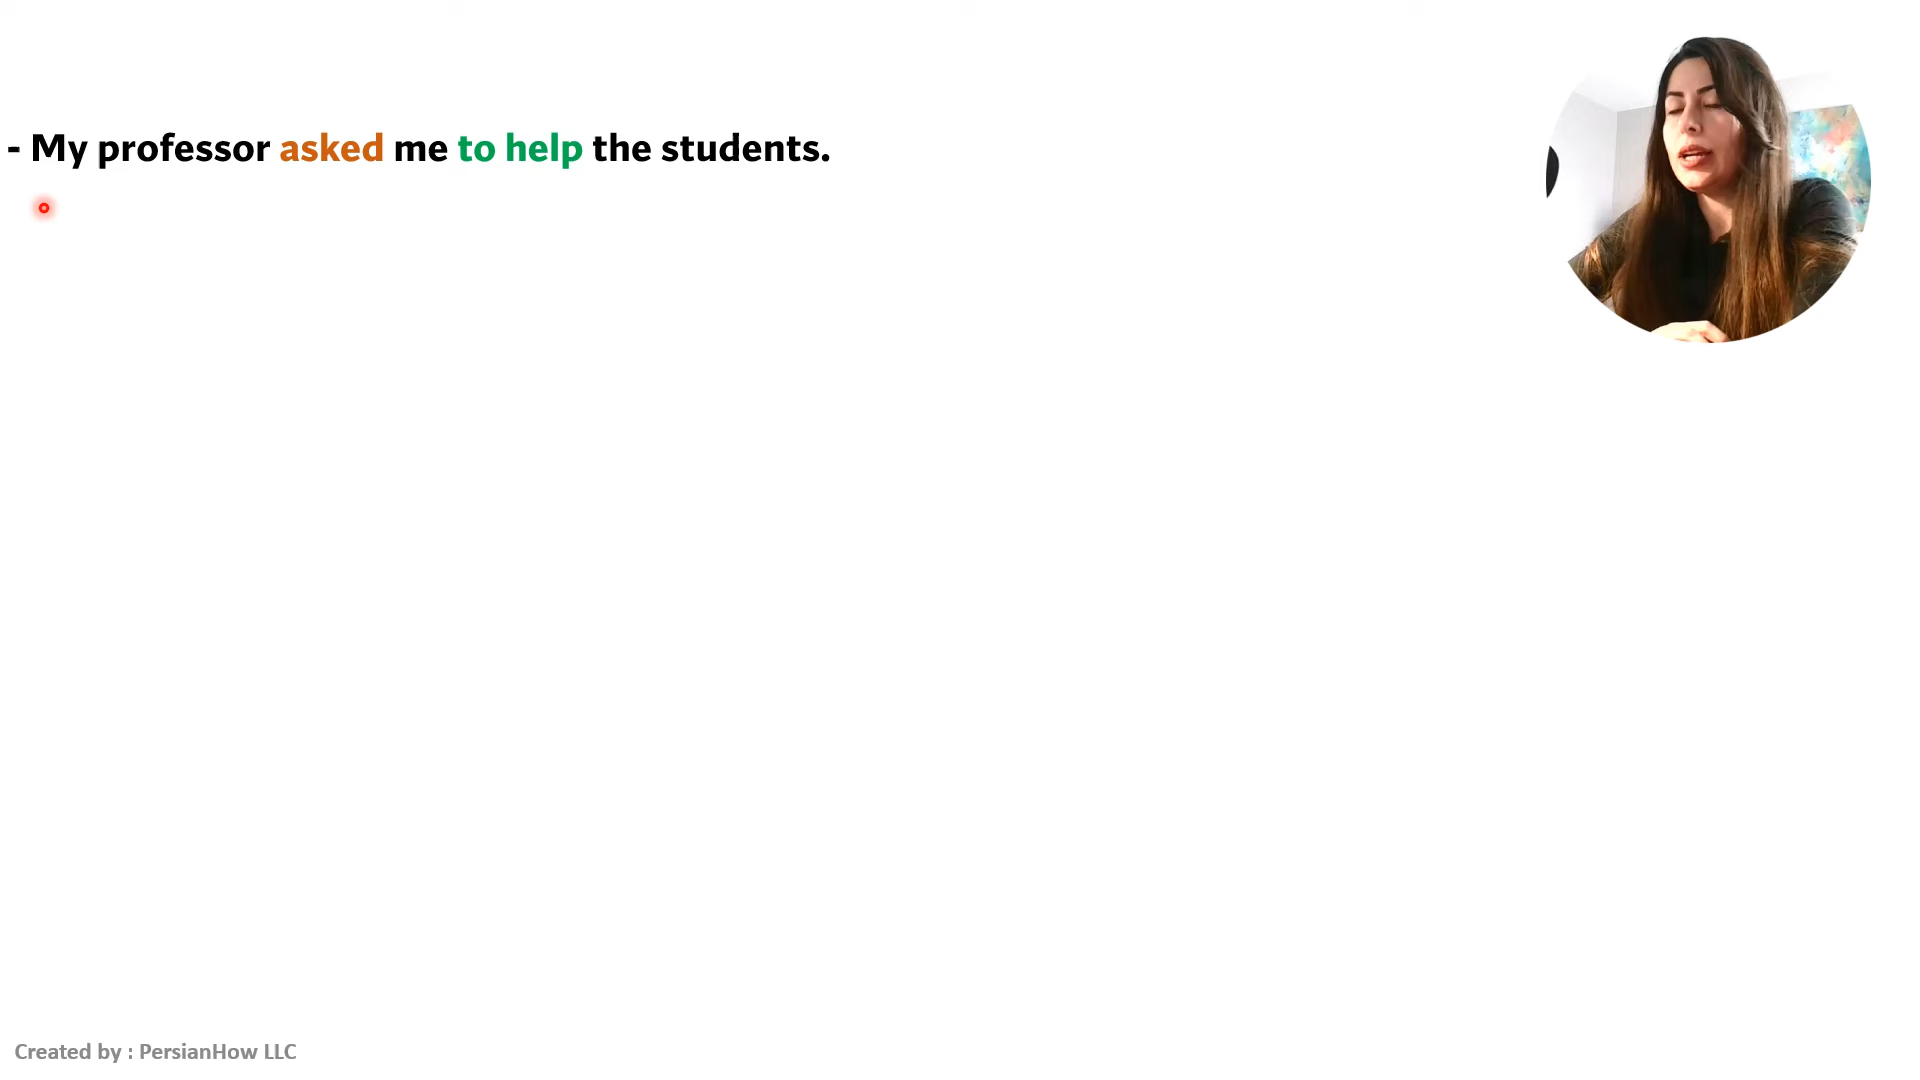 - My professor asked me to help the students.
Created by : PersianHow LLC